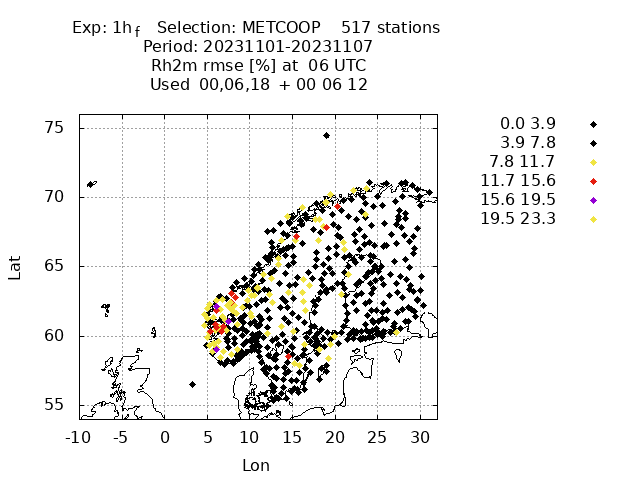 Exp: 1h f   Selection: METCOOP    517 stations
Period: 20231101-20231107
Rh2m rmse [%] at  06 UTC
Used  00,06,18  + 00 06 12
0.0 3.9
3.9 7.8
7.8 11.7
11.7 15.6
15.6 19.5
19.5 23.3
75
70
65
60
55
Lat
-10 -5 0 5 10 15 20 25 30
Lon